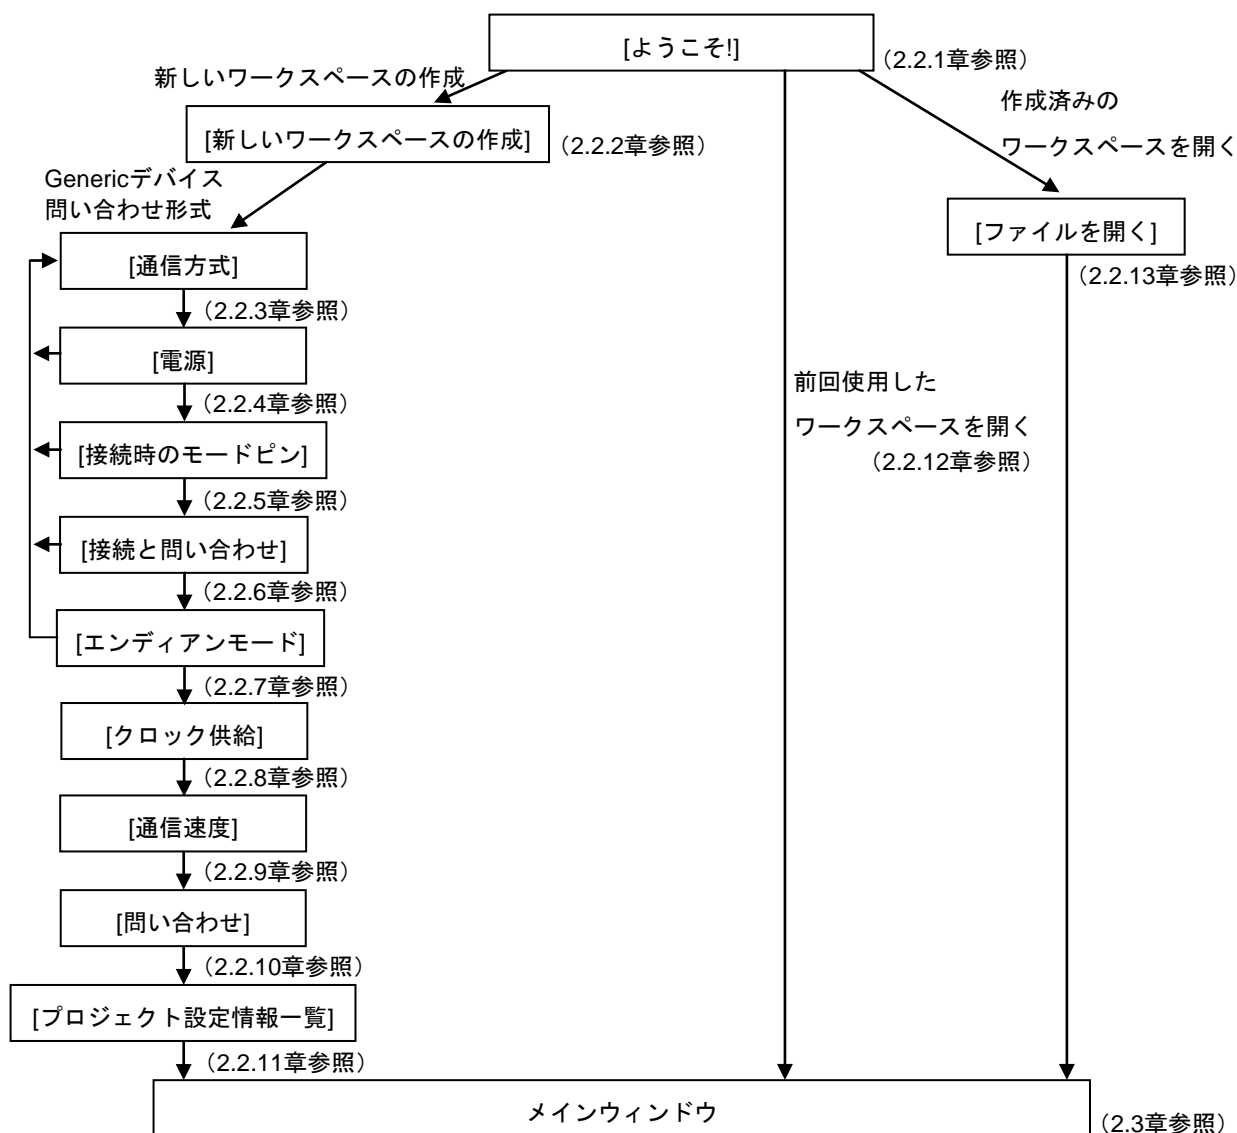 [ようこそ!]
（2.2.1章参照）
新しいワークスペースの作成
作成済みの
ワークスペースを開く
[新しいワークスペースの作成]
（2.2.2章参照）
Genericデバイス
問い合わせ形式
[ファイルを開く]
（2.2.13章参照）
[通信方式]
（2.2.3章参照）
[電源]
（2.2.4章参照）
前回使用した
ワークスペースを開く
（2.2.12章参照）
[接続時のモードピン]
（2.2.5章参照）
[接続と問い合わせ]
（2.2.6章参照）
[エンディアンモード]
（2.2.7章参照）
[クロック供給]
（2.2.8章参照）
[通信速度]
（2.2.9章参照）
[問い合わせ]
（2.2.10章参照）
[プロジェクト設定情報一覧]
（2.2.11章参照）
メインウィンドウ
（2.3章参照）